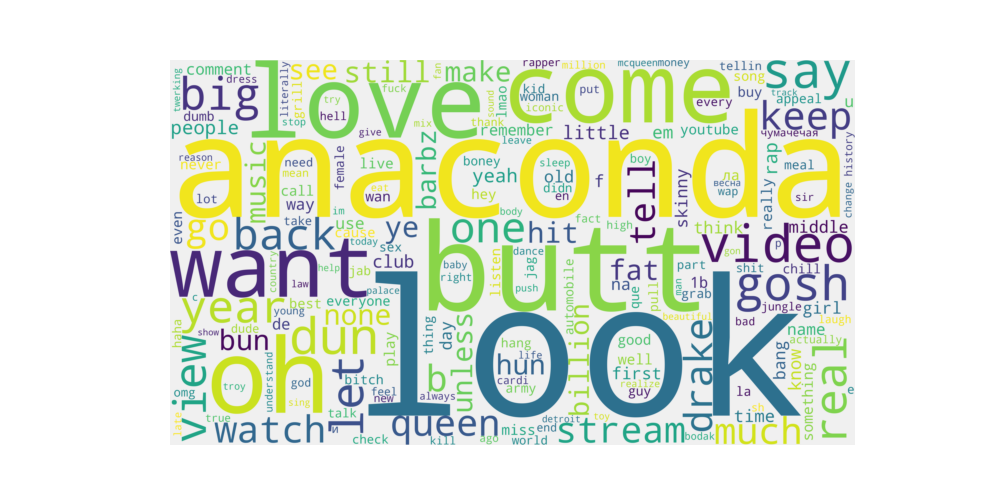 comment
dress
big
dumb
people
twerking
literally
see
grill
stop
still
try
hell
fuck
love
make
fan
sound
lmao
thank
mix
give
remember
leave
rapper
kid
woman
iconic
million
put
come
mcqueenmoney
tellin
song
every
buy
appeal
track
say
u
keep
em
youtube
little
чумачечая
anaconda
reason
never
lot
music
need
mean
call
way
female
live
wan
eat
im
barbz
boney
yeah
hey
sleep
old
didn
en
f
boy
tell
skinny
ла
весна
wap
rap
really
meal
sir
change history
even
go
back
take
use
cause
today
sex
ye
club
one
body
hit
fact
high
think
video
middle
p
gon
want
country
help
jab
law
palace
butt
baby
right
listen
dance
jagg
push
automobile
fat
na
que
pull
part
man
1b
grab
beautiful
shit
chill
jungle
bad
gosh
girl
c
year
haha
show
dude
bun
best
young
de
everyone
none
dun
view
oh
troy
omg
true
late
understand
god
sing
let
play
bitch
feel
new
talk
look
thing
day
b
always
unless
hang
life
hun
cardi
army
billion
good
well
first
realize
guy
toy
drake
la
bang
name
laugh
actually
know
something
real
e
time
sh
watch
check
kill
queen
ago
miss
end
world
detroit
stream
bodak
much